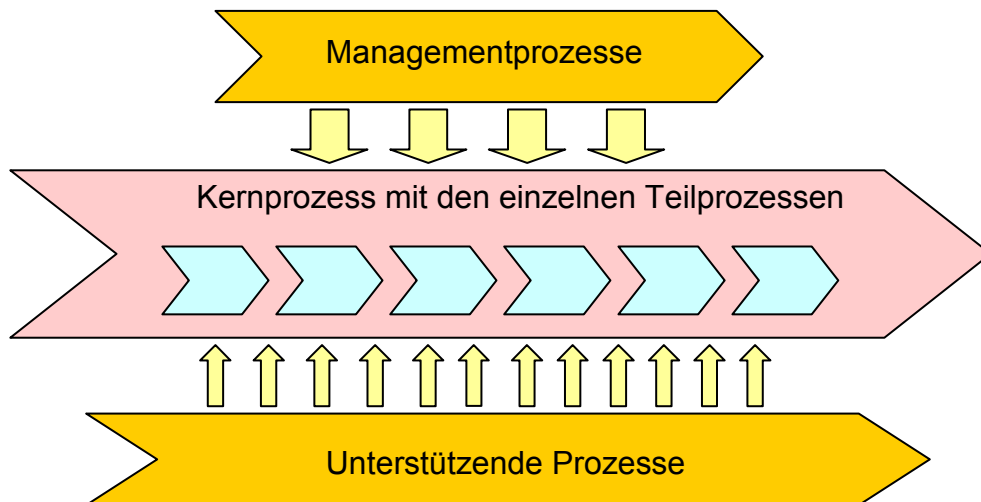 Managementprozesse
Kernprozess mit den einzelnen Teilprozessen
Unterstützende Prozesse